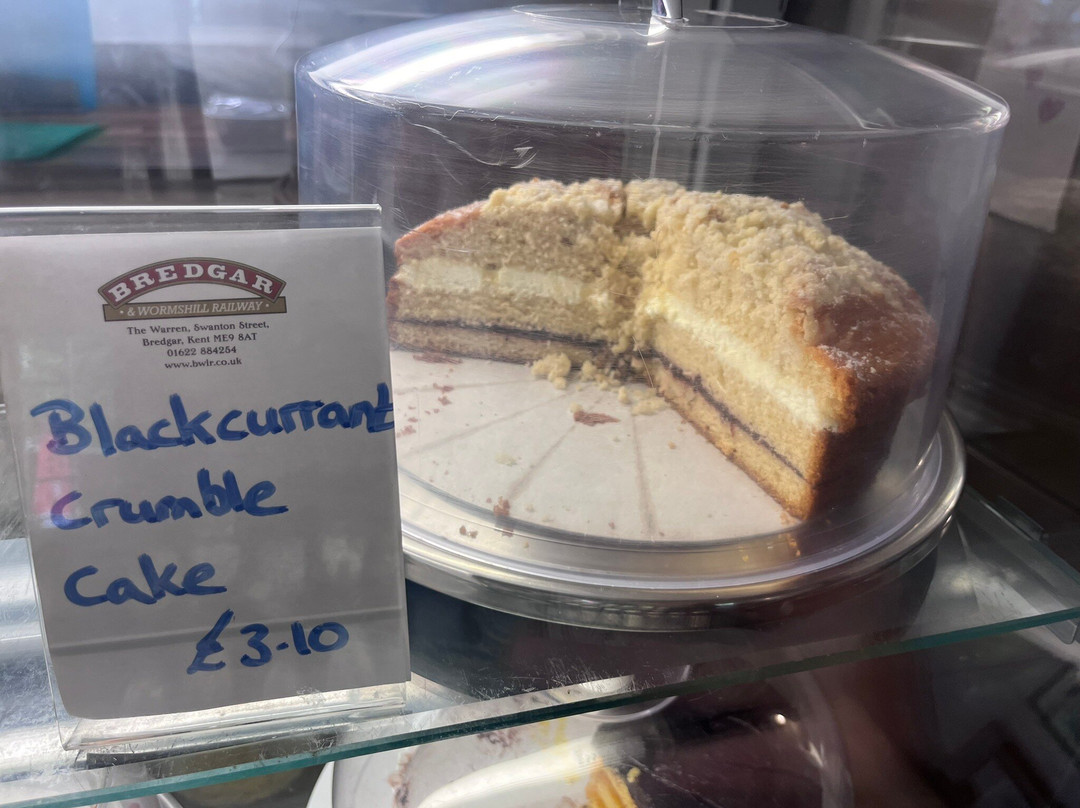 BREDGAR
& WORMSHILL RAILWAY
The Warren, Swanton Street,
Bredgar, Kent ME9 8AT
01622 884254
www.bwlr.co.uk
Blackcurrant
crumble
Cake
£3.10